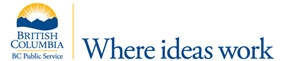 BRITISH
COLUMBIA
BC Public Service
Where ideas work